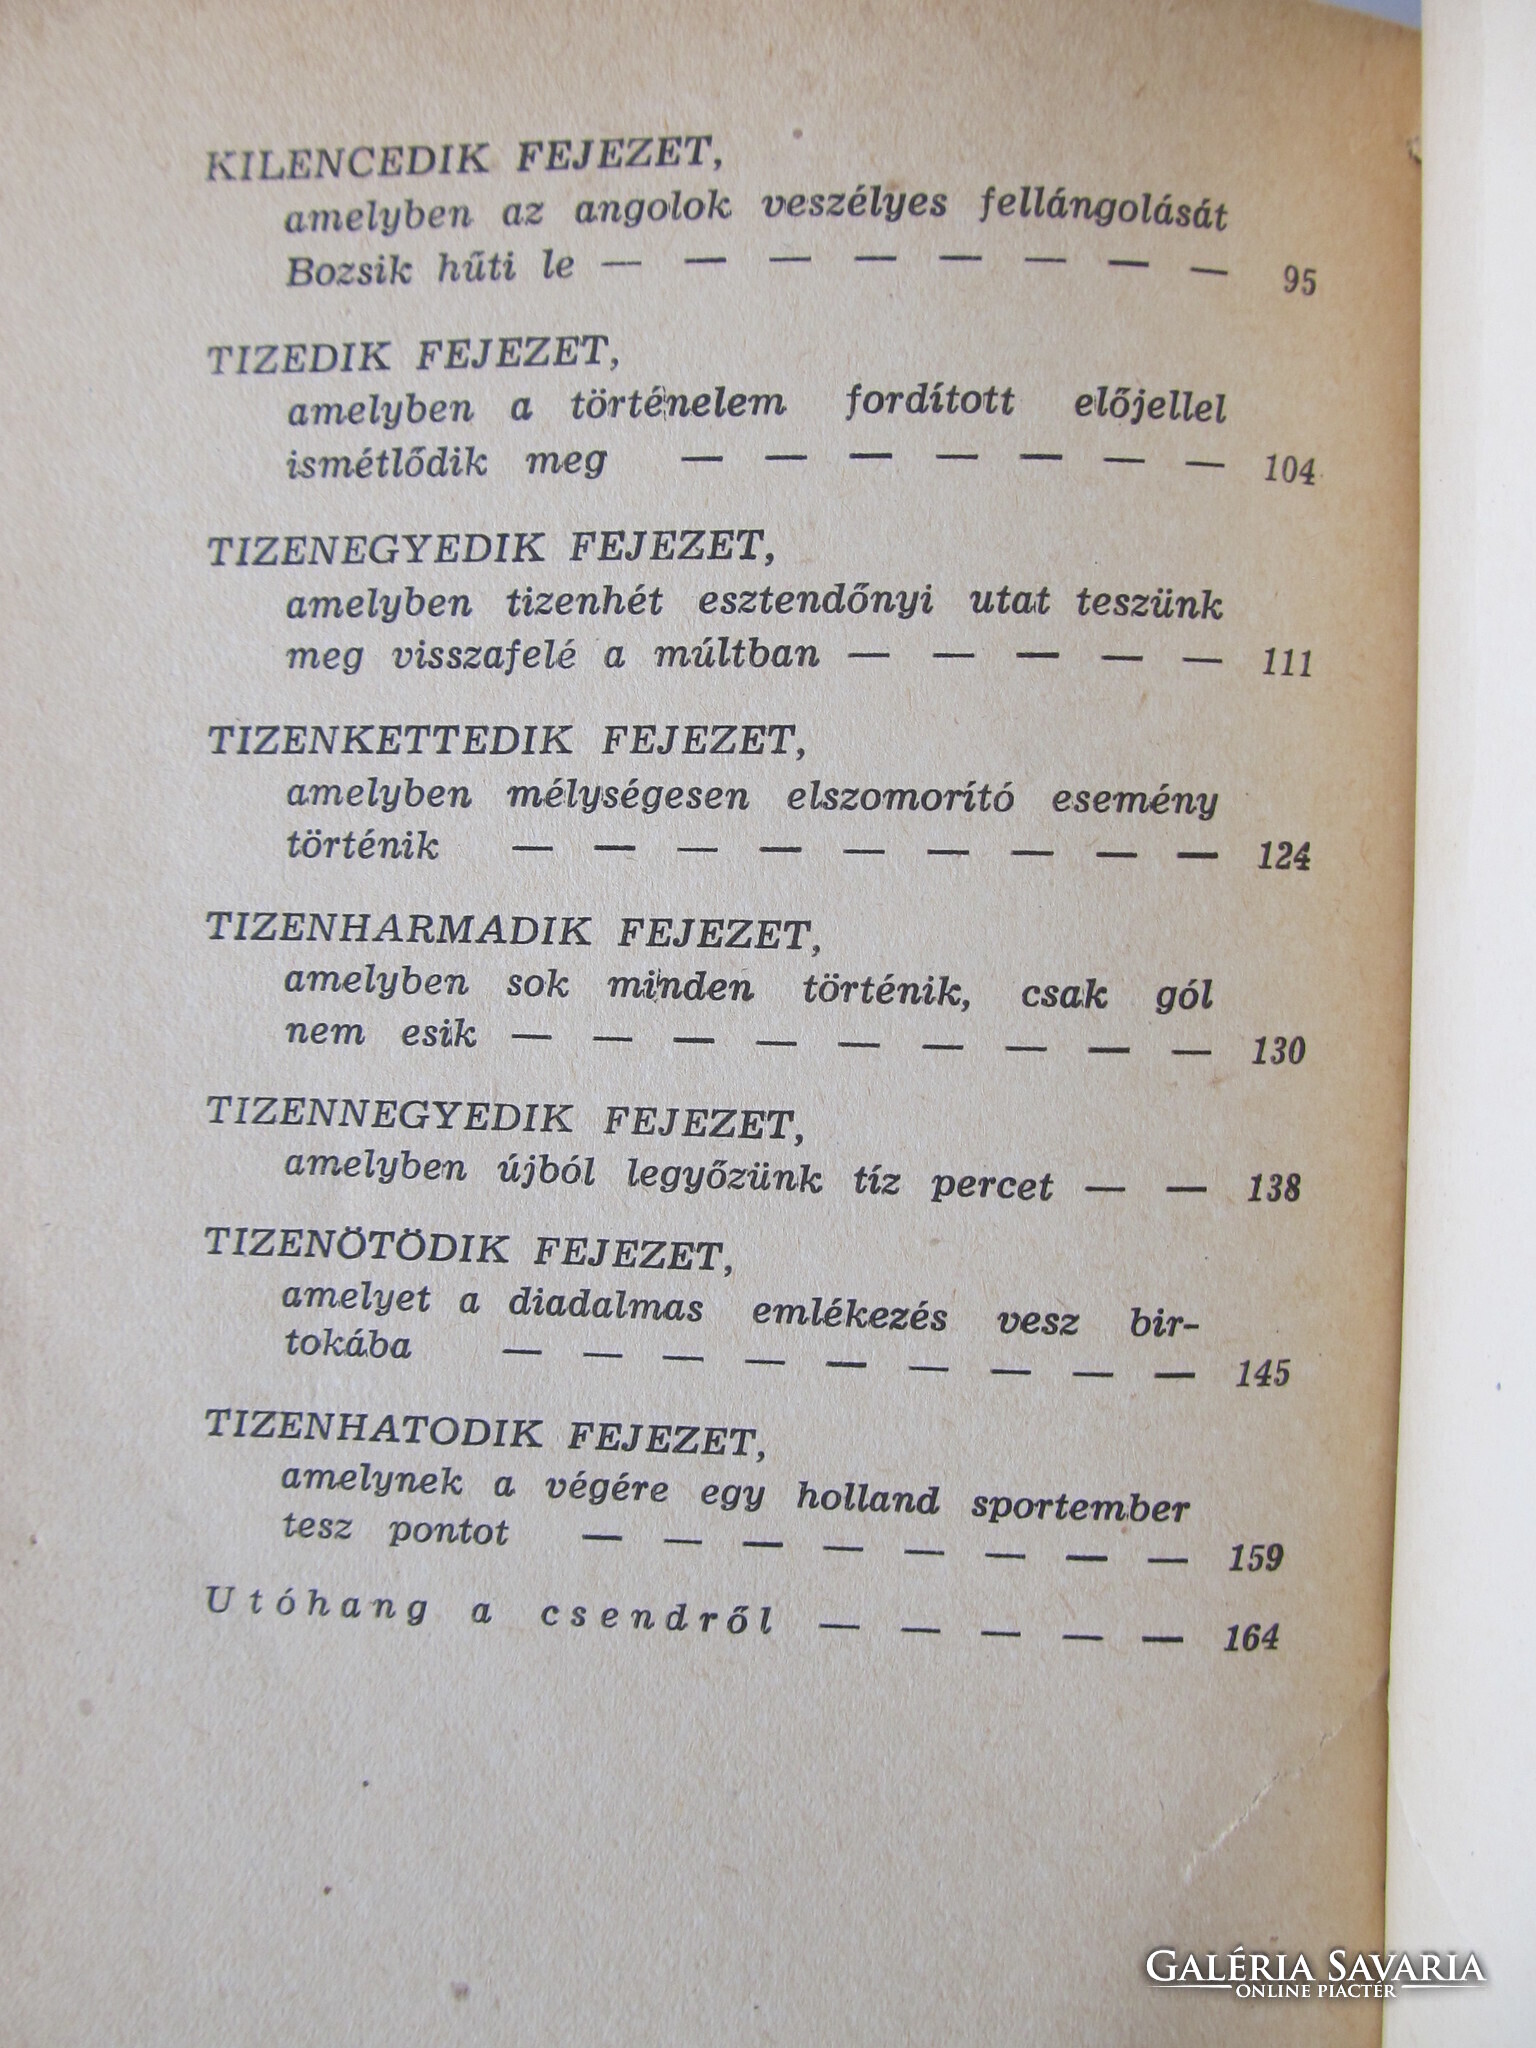 KILENCEDIK FEJEZET,
amelyben az angolok veszélyes fellángolását
Bozsik hűti le — — — — — — — — 95
TIZEDIK FEJEZET,
amelyben a történelem fordított előjellel
ismétlődik meg — — — — — — — 104
TIZENEGYEDIK FEJEZET,
amelyben tizenhét esztendőnyi utat teszünk
meg visszafelé a múltban — — — — — 111
TIZENKETTEDIK FEJEZET,
amelyben mélységesen elszomorító esemény
történik — — — — — — — — — 124
TIZENHARMADIK FEJEZET,
amelyben sok minden történik, csak gól
nem esik — — — — — — — — — 130
TIZENNEGYEDIK FEJEZET,
amelyben újból legyőzünk tíz percet — — 138
TIZENÖTÖDIK FEJEZET,
amelyet a diadalmas emlékezés vesz bir-
tokába — — — — — — — — — 145
TIZENHATODIK FEJEZET,
amelynek a végére egy holland sportember
tesz pontot — — — — — — — — 159
Utóhang a csendről — — — — — 164
GALÉRIA SAVARIA
ONLINE PIACTÉR